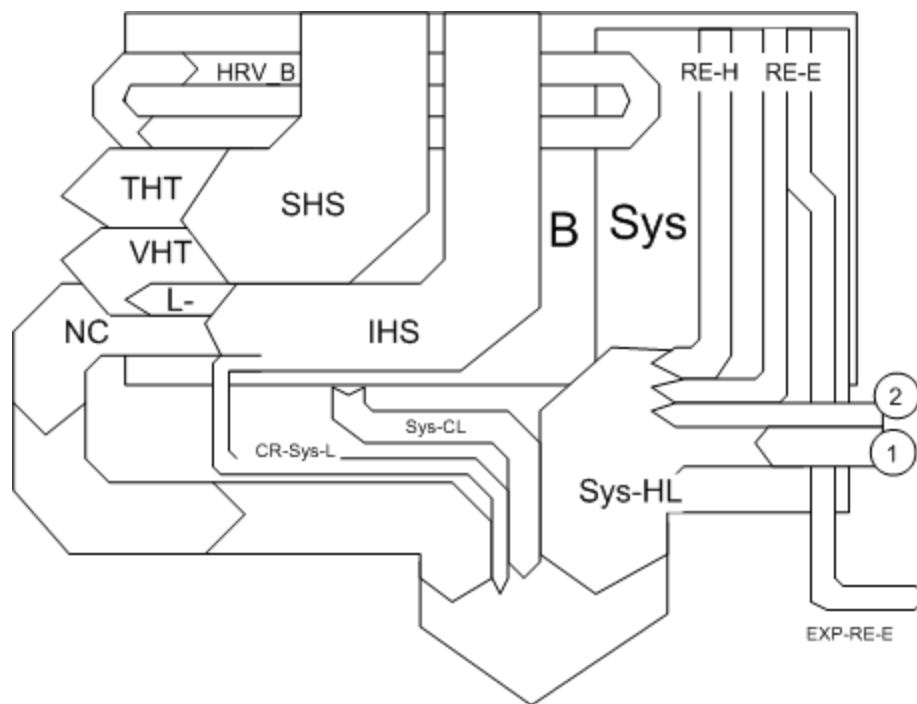 HRV_B
RE-H
RE-E
THT
SHS
B
Sys
VHT
L-
NC
IHS
2
Sys-CL
CR-Sys-L
1
Sys-HL
EXP-RE-E